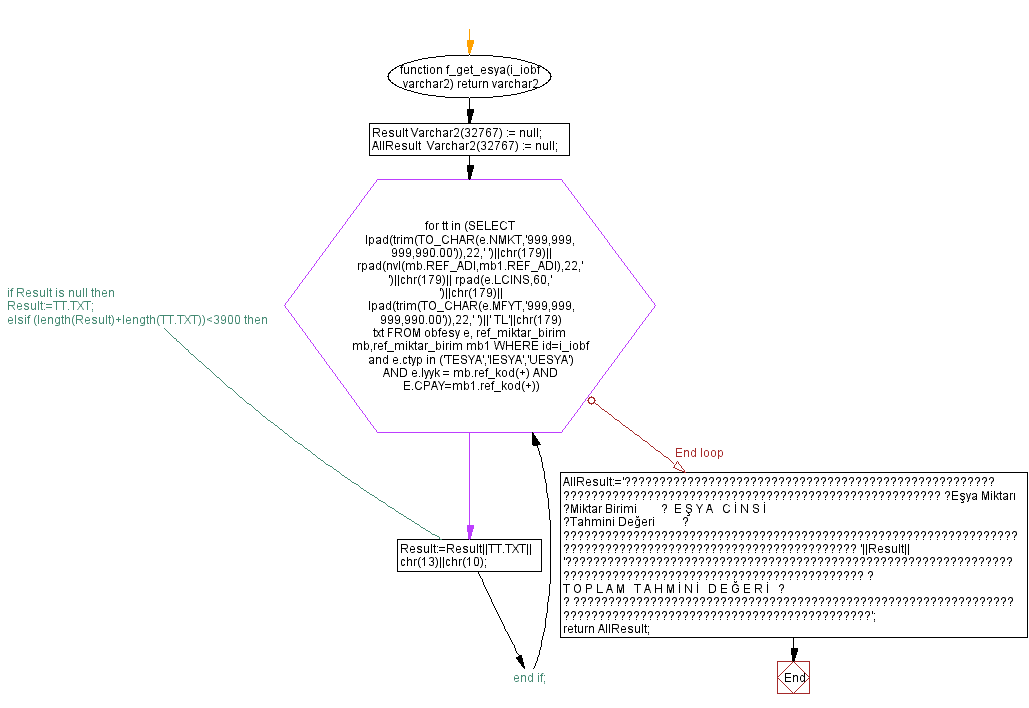 function f_get_esya(i_iobf
varchar2) return varchar2
Result Varchar2(32767) := null;
AllResult  Varchar2(32767) := null;
for tt in (SELECT
lpad(trim(TO_CHAR(e.NMKT,'999,999,
999,990.00')),22,' ')||chr(179)||
rpad(nvl(mb.REF_ADI,mb1.REF_ADI),22,'
')||chr(179)|| rpad(e.LCINS,60,'
')||chr(179)||
lpad(trim(TO_CHAR(e.MFYT,'999,999,
999,990.00')),22,' ')||' TL'||chr(179)
txt FROM obfesy e, ref_miktar_birim
mb,ref_miktar_birim mb1 WHERE id=i_iobf
and e.ctyp in ('TESYA','IESYA','UESYA')
AND e.lyyk = mb.ref_kod(+) AND
E.CPAY=mb1.ref_kod(+))
if Result is null then
Result:=TT.TXT;
elsif (length(Result)+length(TT.TXT))<3900 then
Result:=Result||TT.TXT||
chr(13)||chr(10);
end if;
End loop
AllResult:='?????????????????????????????????????????????????????
?????????????????????????????????????????????????????? ?Eşya Miktarı
?Miktar Birimi       ?  E Ş Y A   C İ N S İ
?Tahmini Değeri        ?
?????????????????????????????????????????????????????????????????
?????????????????????????????????????????? '||Result||
'????????????????????????????????????????????????????????????????
??????????????????????????????????????????? ?
T O P L A M   T A H M İ N İ   D E Ğ E R İ   ?
? ???????????????????????????????????????????????????????????????
????????????????????????????????????????????';
return AllResult;
End